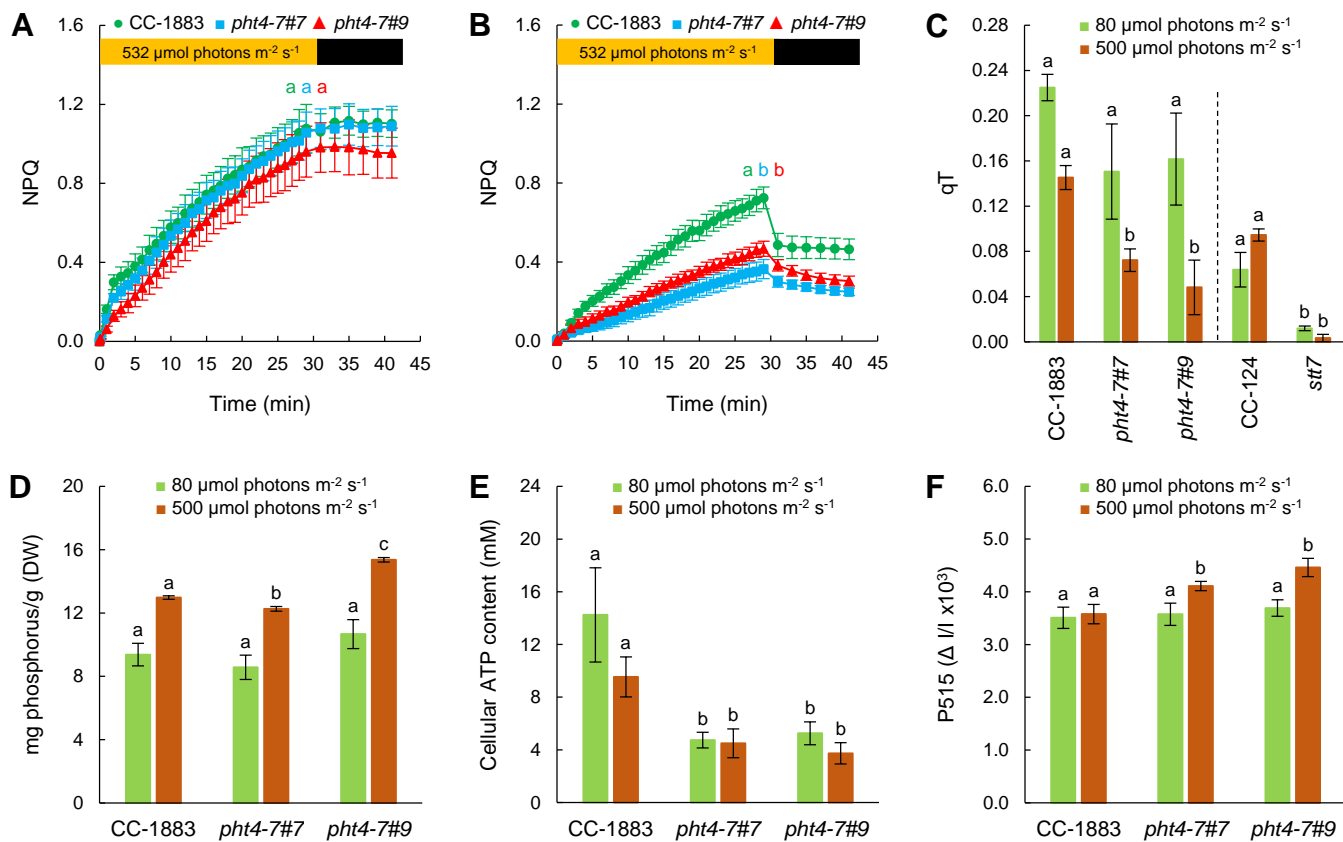 A
CC-1883 pht4-7#7 pht4-7#9
532 µmol photons m⁻² s⁻¹
a a a
NPQ
1.6
1.2
0.8
0.4
0.0
0 5 10 15 20 25 30 35 40 45
Time (min)
B
CC-1883 pht4-7#7 pht4-7#9
532 µmol photons m⁻² s⁻¹
a b b
NPQ
1.6
1.2
0.8
0.4
0.0
0 5 10 15 20 25 30 35 40 45
Time (min)
C
80 µmol photons m⁻² s⁻¹
500 µmol photons m⁻² s⁻¹
qT
0.28
0.24
0.20
0.16
0.12
0.08
0.04
0.00
a a a b a b a a b b
CC-1883
pht4-7#7
pht4-7#9
CC-124
stt7
D
80 µmol photons m⁻² s⁻¹
500 µmol photons m⁻² s⁻¹
mg phosphorus/g (DW)
20
16
12
8
4
0
a a a b a c
CC-1883 pht4-7#7 pht4-7#9
E
80 µmol photons m⁻² s⁻¹
500 µmol photons m⁻² s⁻¹
Cellular ATP content (mM)
24
20
16
12
8
4
0
a a b b b b
CC-1883 pht4-7#7 pht4-7#9
F
80 µmol photons m⁻² s⁻¹
500 µmol photons m⁻² s⁻¹
P515 (Δ I/I x10³)
6.0
5.0
4.0
3.0
2.0
1.0
0.0
a a a b a b
CC-1883 pht4-7#7 pht4-7#9